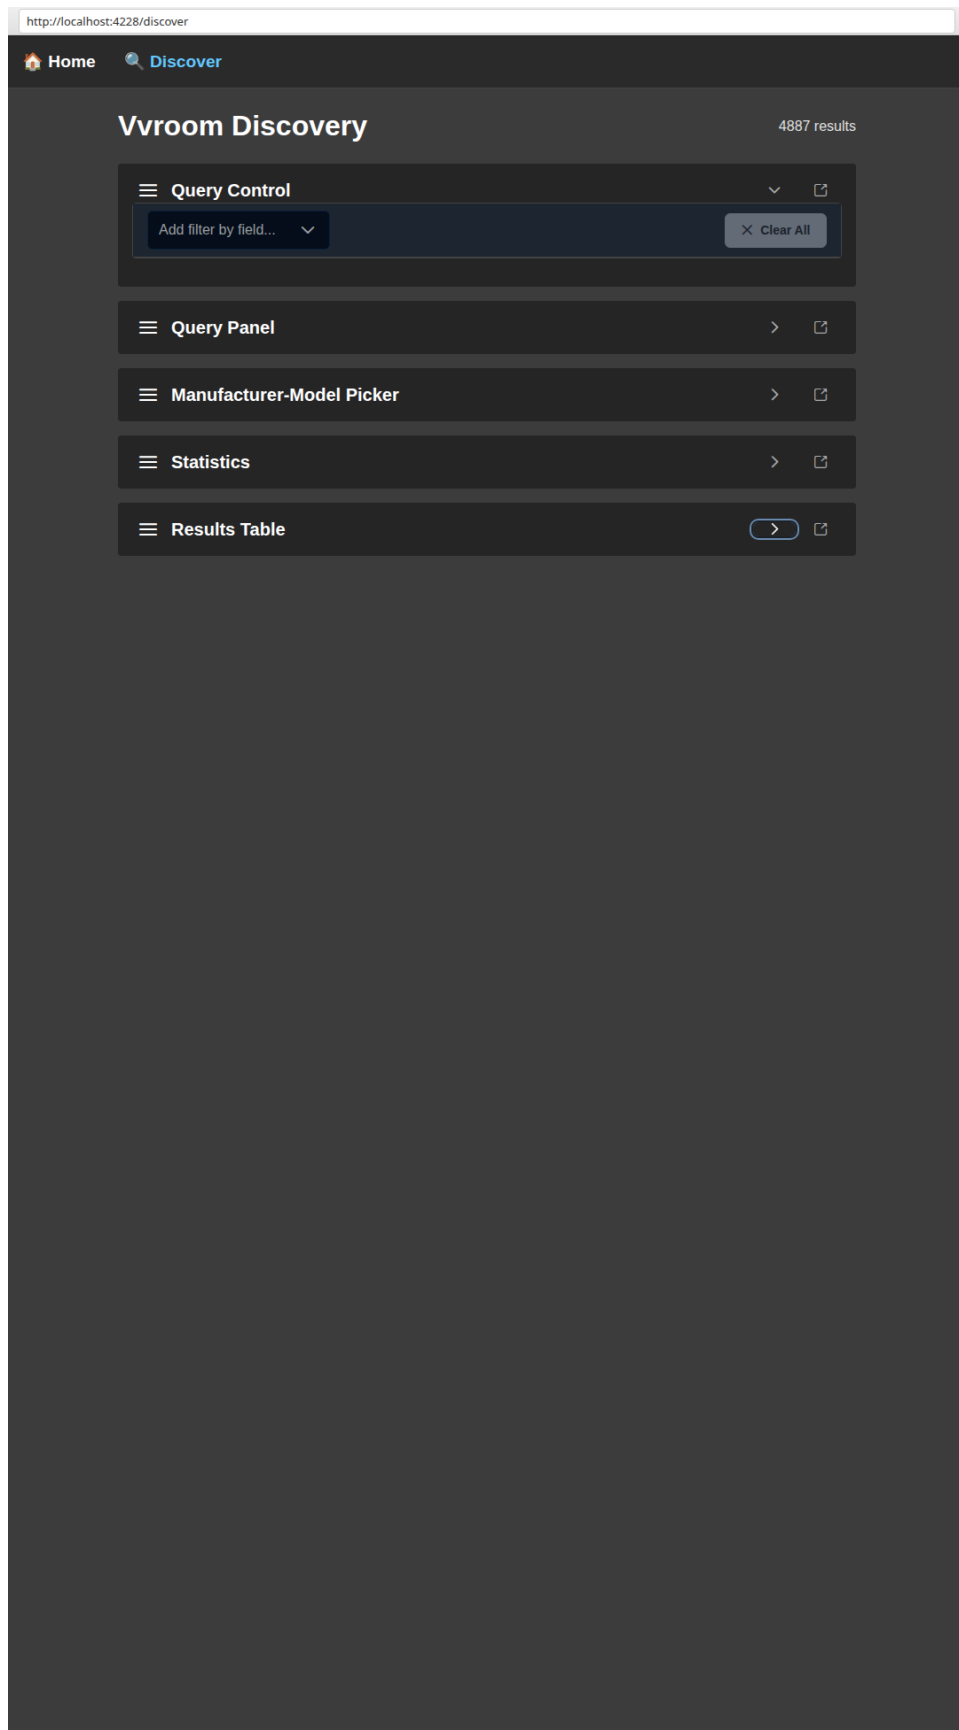 http://localhost:4228/discover
Home Discover
Vvroom Discovery 4887 results
Query Control
Add filter by field... Clear All
Query Panel
Manufacturer-Model Picker
Statistics
Results Table